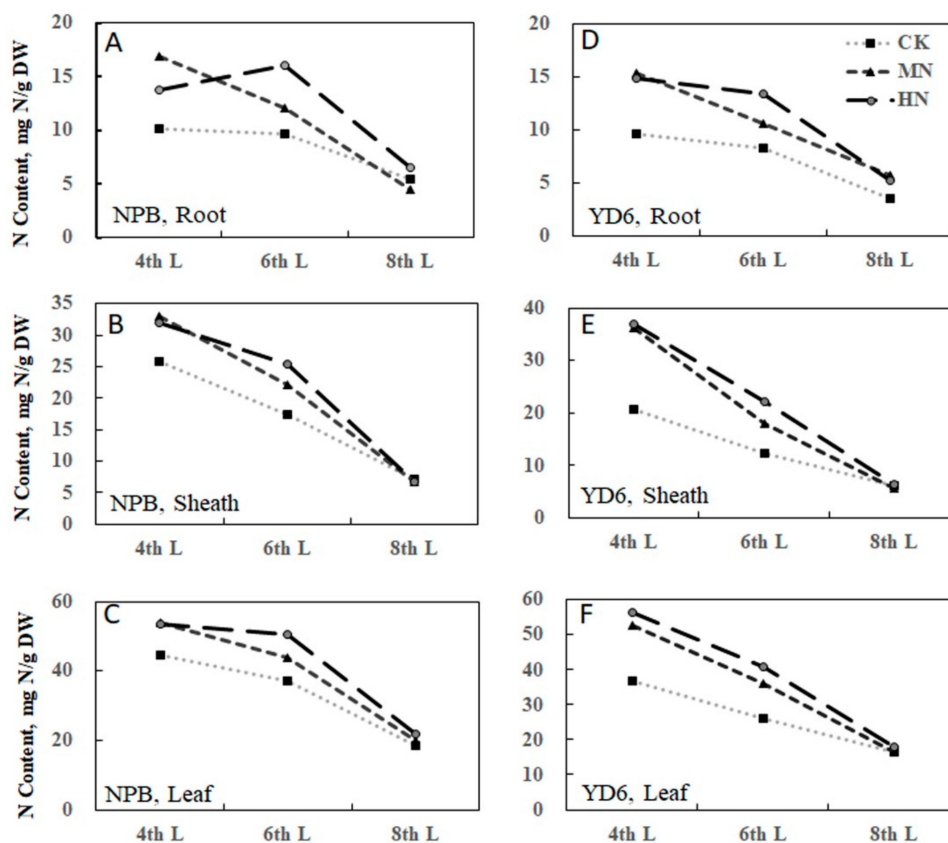 A
N Content, mg N/g DW
20
15
10
5
0
NPB, Root
4th L
6th L
8th L
D
CK
MN
HN
20
15
10
5
0
YD6, Root
4th L
6th L
8th L
B
N Content, mg N/g DW
35
30
25
20
15
10
5
0
NPB, Sheath
4th L
6th L
8th L
E
40
30
20
10
0
YD6, Sheath
4th L
6th L
8th L
C
N Content, mg N/g DW
60
40
20
0
NPB, Leaf
4th L
6th L
8th L
F
60
50
40
30
20
10
0
YD6, Leaf
4th L
6th L
8th L